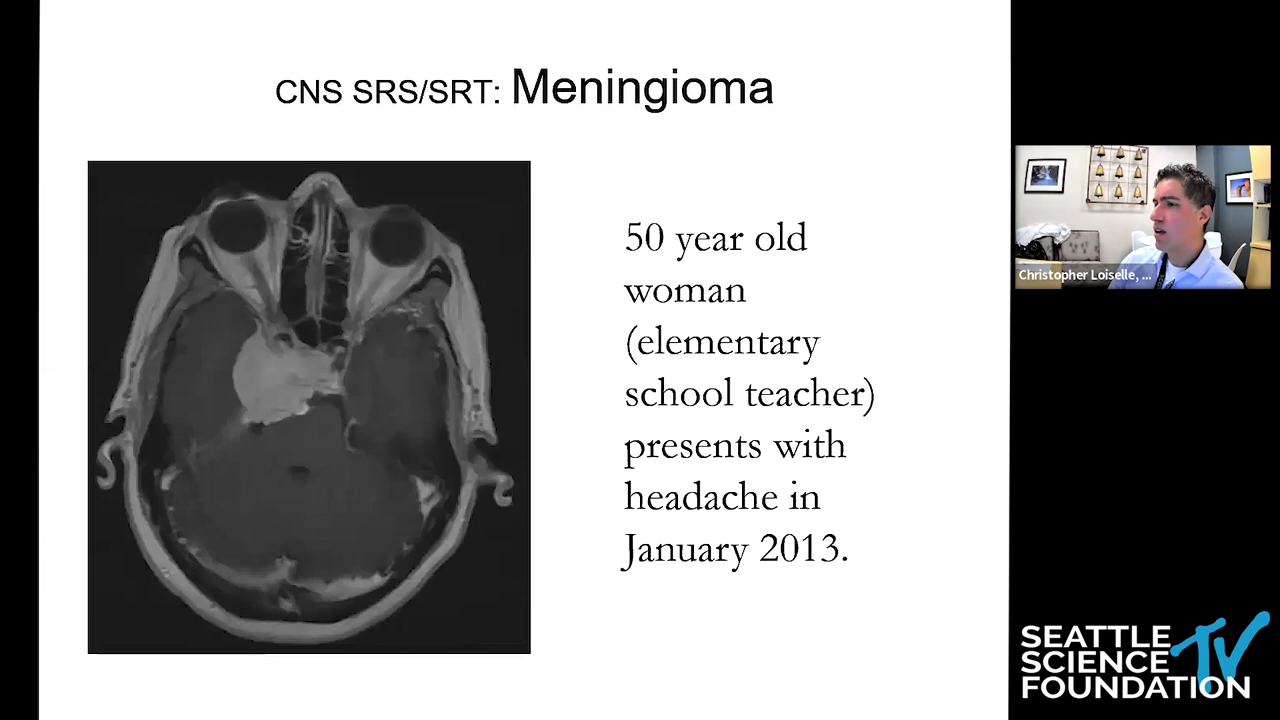 CNS SRS/SRT: Meningioma
50 year old
woman
(elementary
school teacher)
presents with
headache in
January 2013.
Christopher Loiselle, ...
SEATTLE
SCIENCE
FOUNDATION
TV